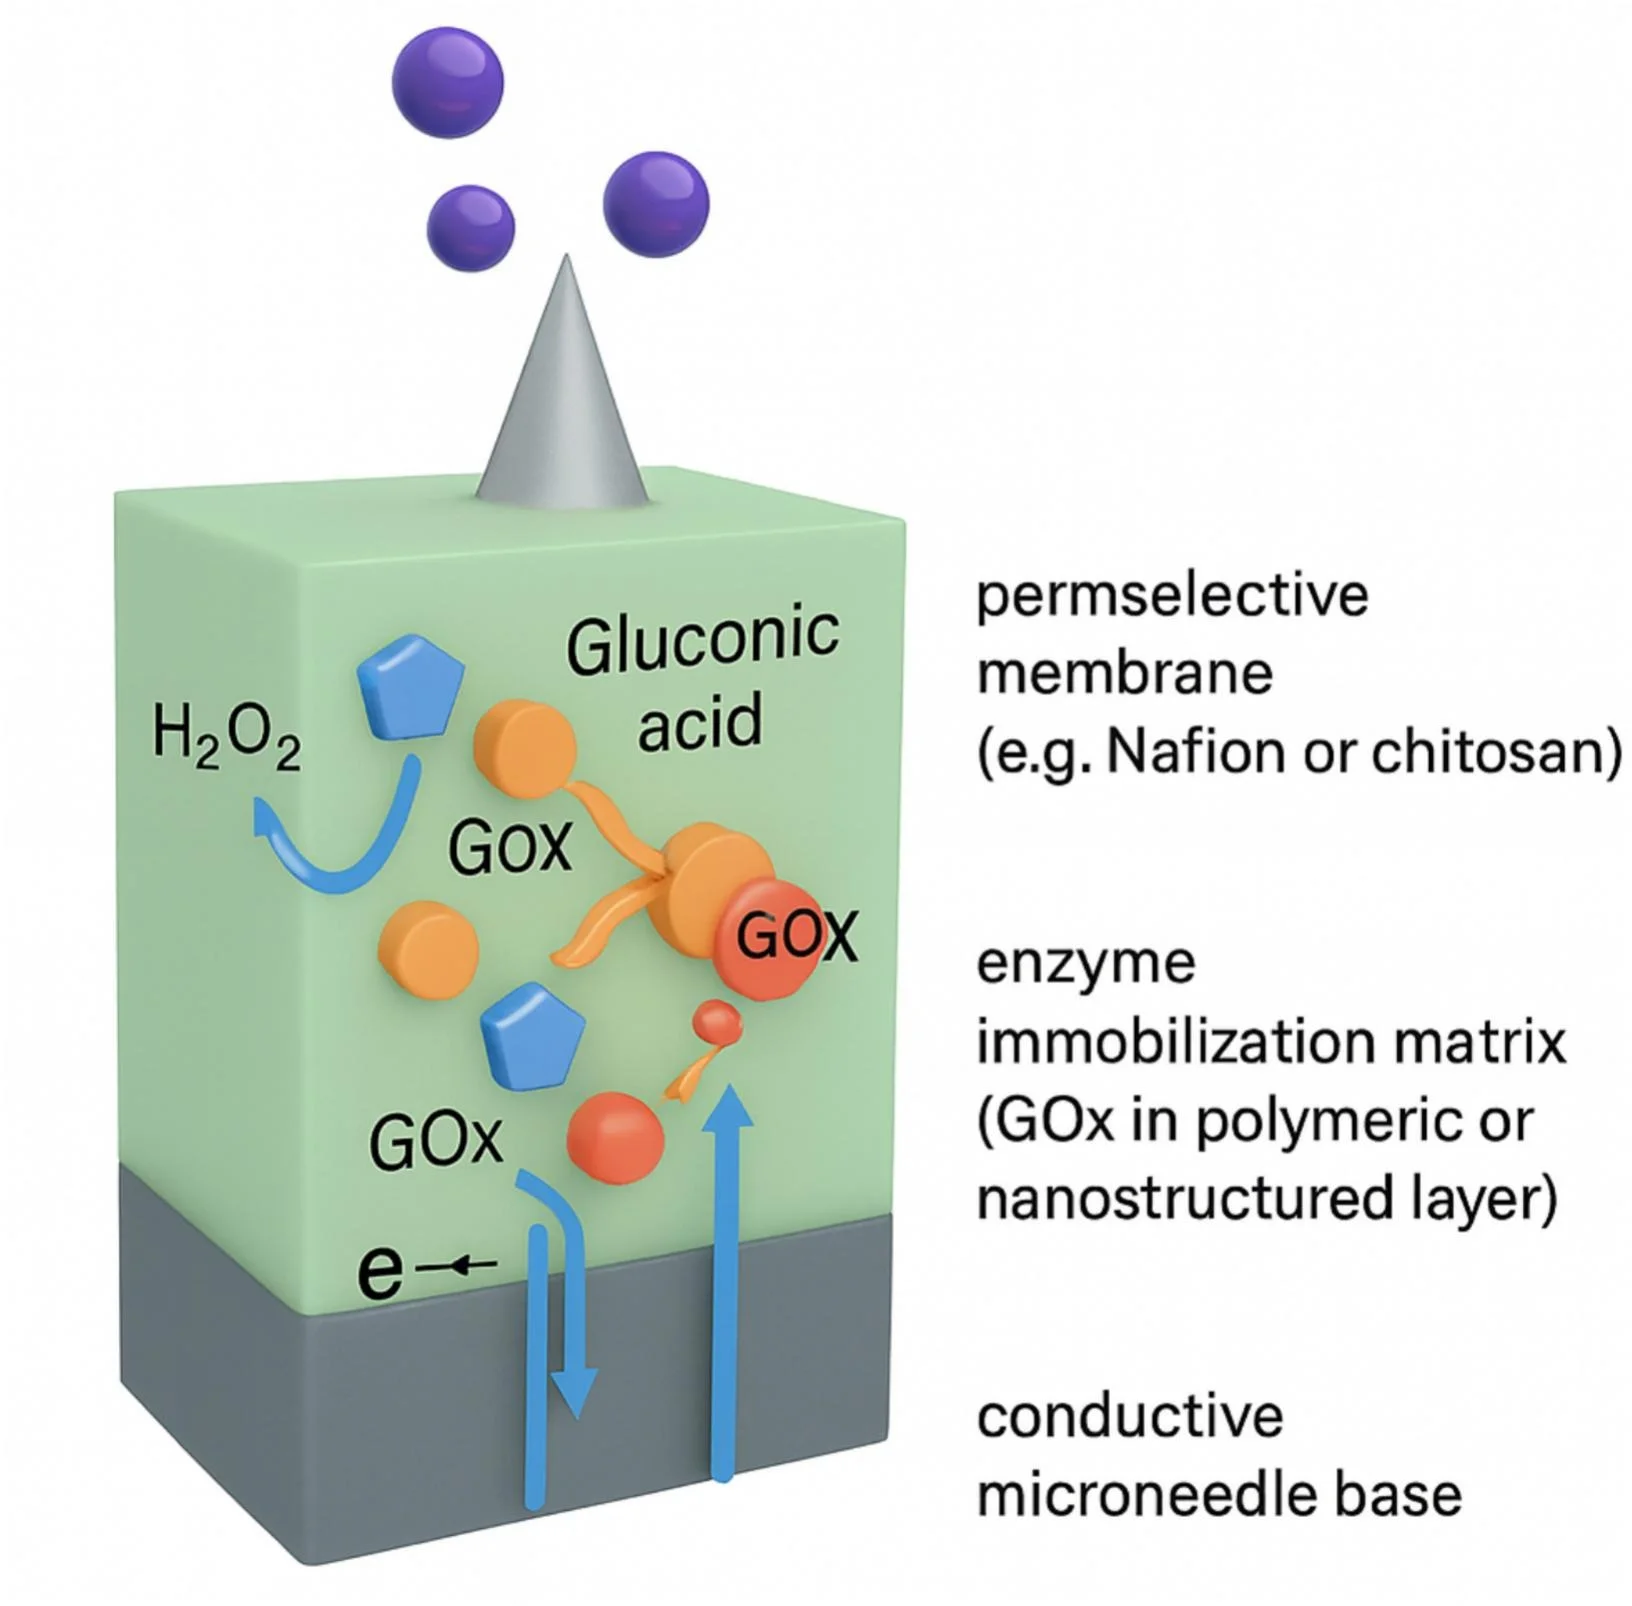 Gluconic
acid
H₂O₂
GOX
GOX
GOx
e
permselective
membrane
(e.g. Nafion or chitosan)
enzyme
immobilization matrix
(GOx in polymeric or
nanostructured layer)
conductive
microneedle base